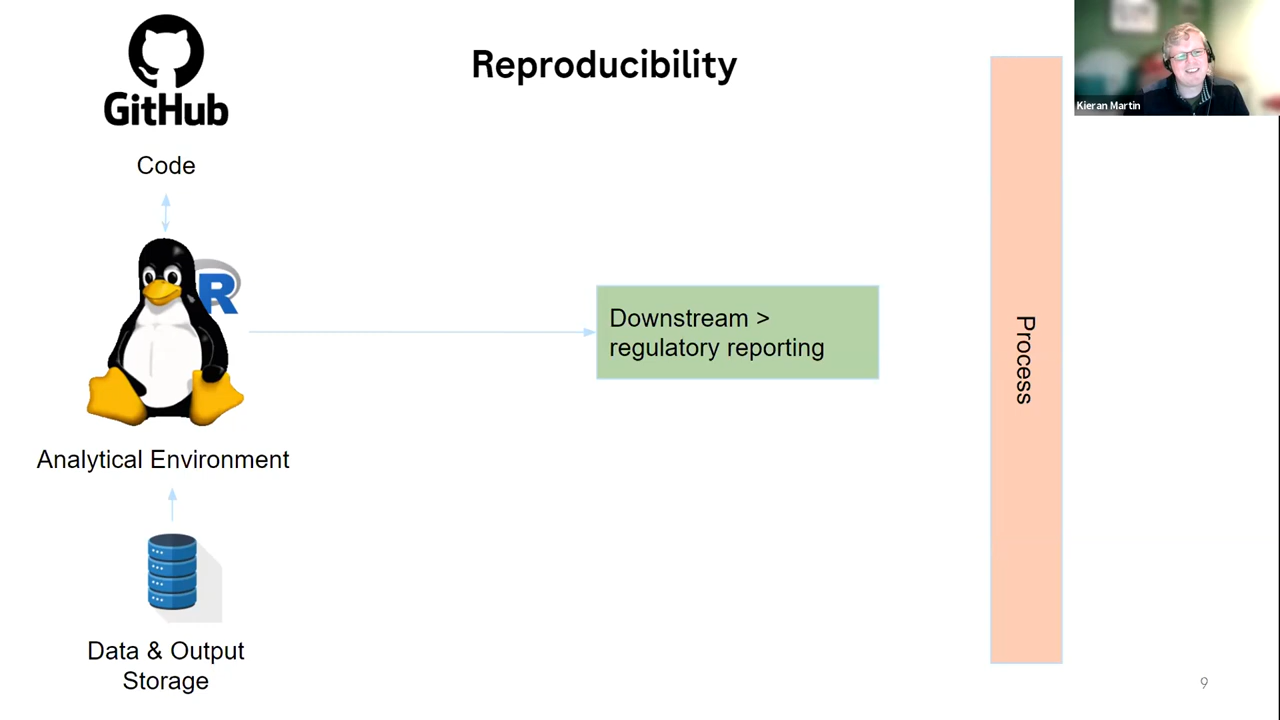 Reproducibility
GitHub
Code
R
Analytical Environment
Data & Output
Storage
Downstream >
regulatory reporting
Process
Kieran Martin
9